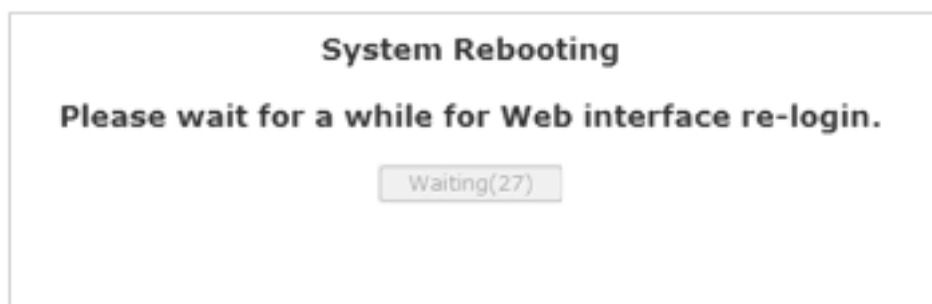 System Rebooting
Please wait for a while for Web interface re-login.
Waiting(27)